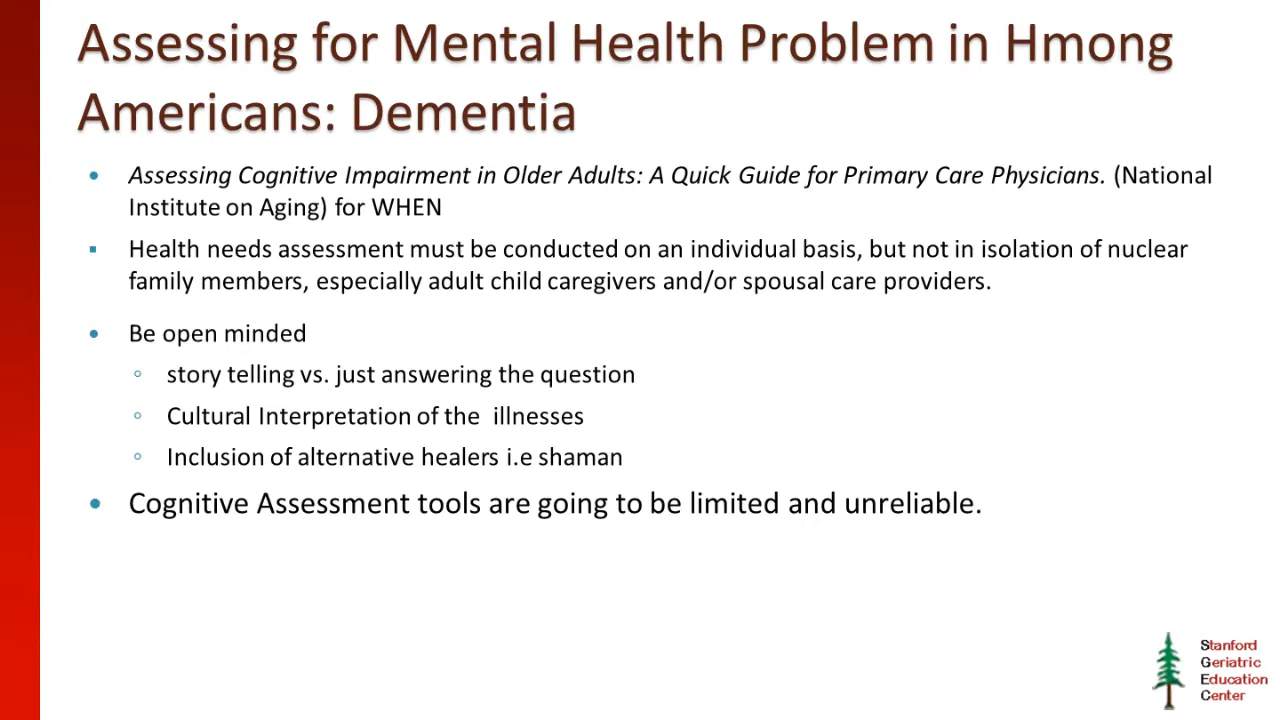 Assessing for Mental Health Problem in Hmong
Americans: Dementia
• Assessing Cognitive Impairment in Older Adults: A Quick Guide for Primary Care Physicians. (National
Institute on Aging) for WHEN
▪ Health needs assessment must be conducted on an individual basis, but not in isolation of nuclear
family members, especially adult child caregivers and/or spousal care providers.
• Be open minded
◦ story telling vs. just answering the question
◦ Cultural Interpretation of the  illnesses
◦ Inclusion of alternative healers i.e shaman
• Cognitive Assessment tools are going to be limited and unreliable.
Stanford
Geriatric
Education
Center